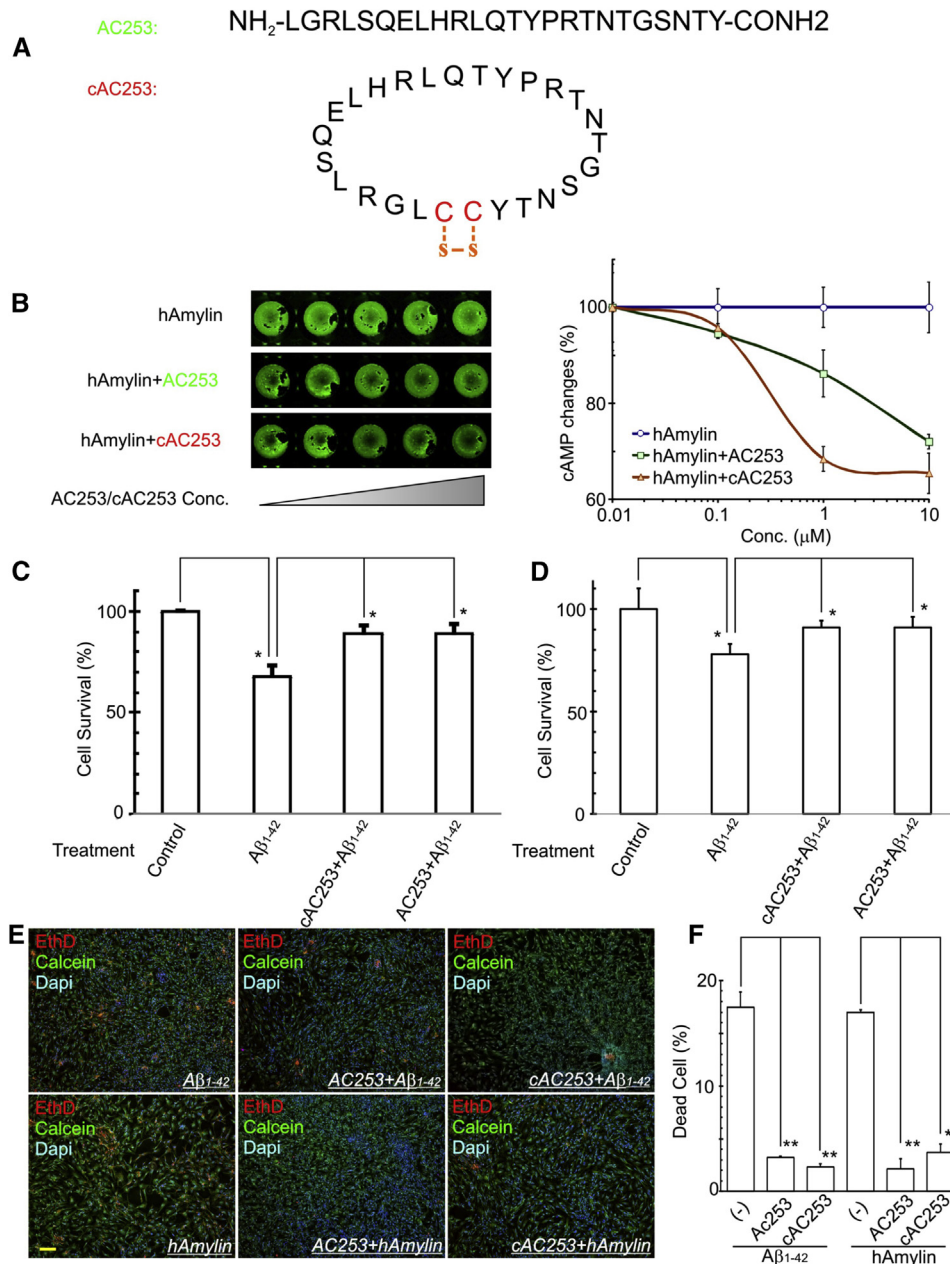 AC253: NH2-LGRLSQELHRLQTYPRTNTGSNTY-CONH2
A
cAC253:
ELHRLQTYPRTNTGSNTYCCLGRLSQ
S–S
B
hAmylin
hAmylin+AC253
hAmylin+cAC253
AC253/cAC253 Conc.
cAMP changes (%)
100
80
60
hAmylin
hAmylin+AC253
hAmylin+cAC253
0.01 0.1 1 10
Conc. (μM)
C
Cell Survival (%)
100
50
0
* * *
Treatment
Control
Aβ1-42
cAC253+Aβ1-42
AC253+Aβ1-42
D
Cell Survival (%)
100
50
0
* * *
Treatment
Control
Aβ1-42
cAC253+Aβ1-42
AC253+Aβ1-42
E
EthD
Calcein
Dapi
Aβ1-42
EthD
Calcein
Dapi
AC253+Aβ1-42
EthD
Calcein
Dapi
cAC253+Aβ1-42
EthD
Calcein
Dapi
hAmylin
EthD
Calcein
Dapi
AC253+hAmylin
EthD
Calcein
Dapi
cAC253+hAmylin
F
Dead Cell (%)
20
10
0
** ** ** *
(-) Ac253 cAC253 (-) AC253 cAC253
Aβ1-42 hAmylin